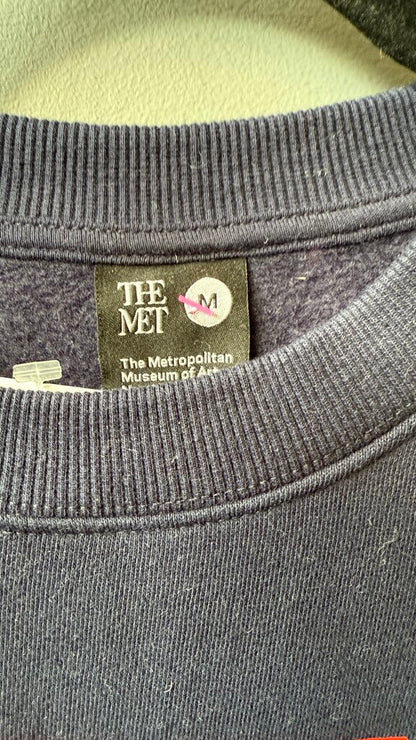 THE
MET
M
The Metropolitan
Museum of Art